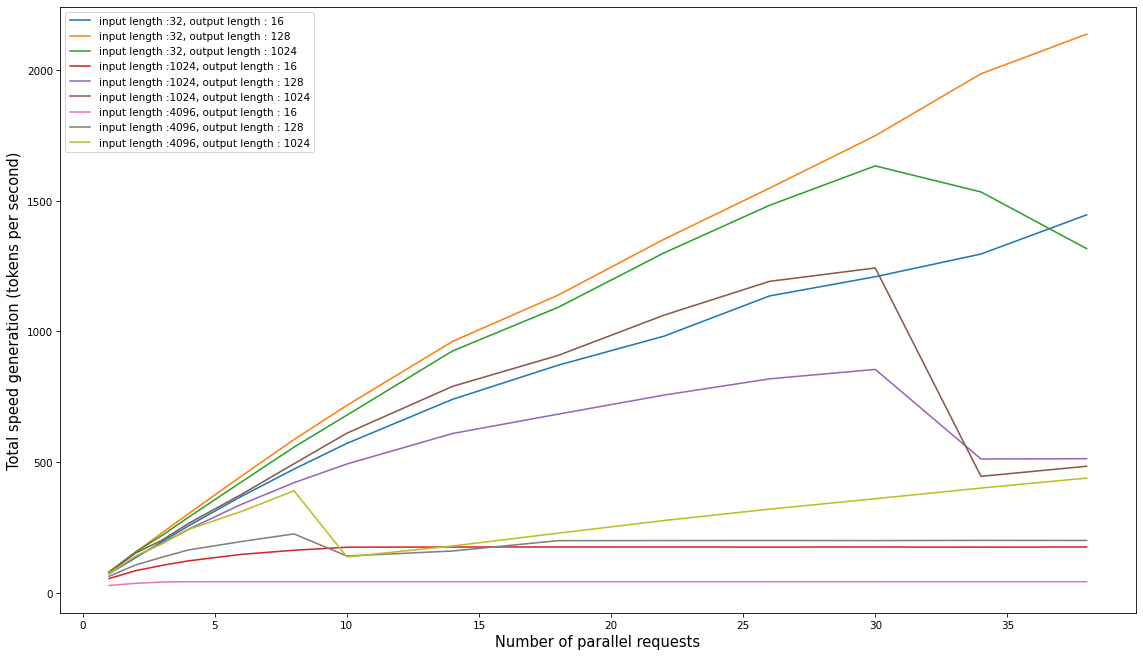 input length :32, output length : 16
input length :32, output length : 128
input length :32, output length : 1024
input length :1024, output length : 16
input length :1024, output length : 128
input length :1024, output length : 1024
input length :4096, output length : 16
input length :4096, output length : 128
input length :4096, output length : 1024
Total speed generation (tokens per second)
2000
1500
1000
500
0
0 5 10 15 20 25 30 35
Number of parallel requests